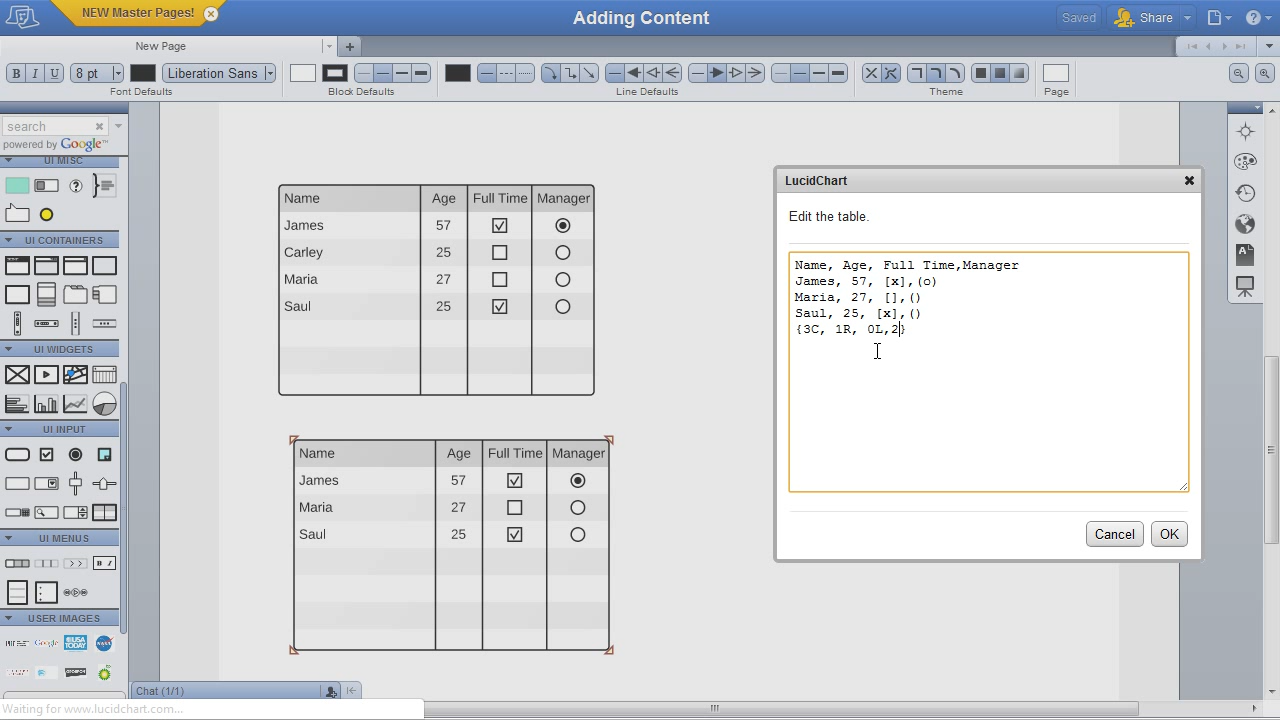 NEW Master Pages!
Adding Content
Saved
Share
New Page
B I U 8 pt Liberation Sans
Font Defaults
Block Defaults
Line Defaults
Theme
Page
search
powered by Google™
UI MISC
UI CONTAINERS
UI WIDGETS
UI INPUT
UI MENUS
USER IMAGES
Google
USA TODAY
Name Age Full Time Manager
James 57
Carley 25
Maria 27
Saul 25
Name Age Full Time Manager
James 57
Maria 27
Saul 25
LucidChart
Edit the table.
Name, Age, Full Time,Manager
James, 57, [x],(o)
Maria, 27, [],()
Saul, 25, [x],()
{3C, 1R, 0L,2}
Cancel
OK
Chat (1/1)
Waiting for www.lucidchart.com...